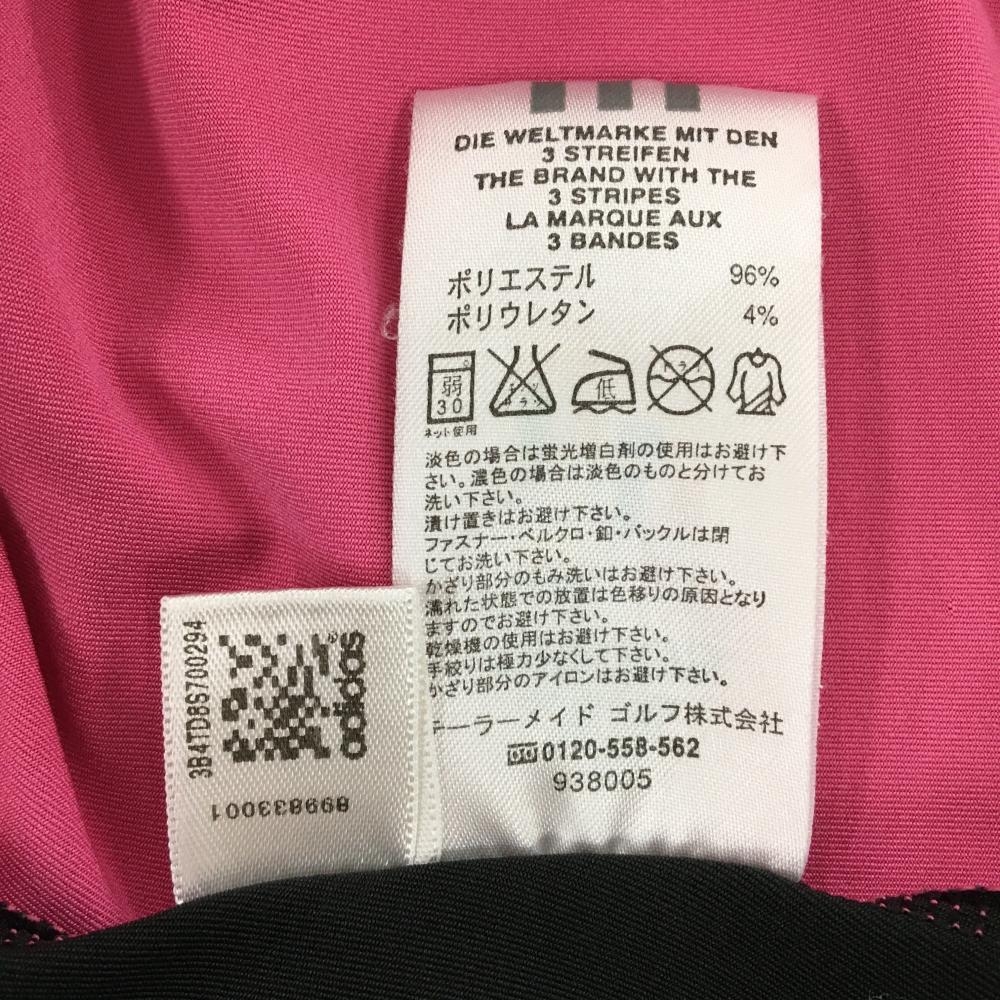 DIE WELTMARKE MIT DEN
3 STREIFEN
THE BRAND WITH THE
3 STRIPES
LA MARQUE AUX
3 BANDES
ポリエステル 96%
ポリウレタン 4%
弱
30
ネット使用
低
ドライ
淡色の場合は蛍光増白剤の使用はお避け下
さい。濃色の場合は淡色のものと分けてお
洗い下さい。
漬け置きはお避け下さい。
ファスナー・ベルクロ・釦・バックルは閉
じてお洗い下さい。
かざり部分のもみ洗いはお避け下さい。
濡れた状態での放置は色移りの原因となり
ますのでお避け下さい。
乾燥機の使用はお避け下さい。
手絞りは極力少なくして下さい。
かざり部分のアイロンはお避け下さい。
テーラーメイド ゴルフ株式会社
0120-558-562
938005
3B4TD8S700294
adidas®
899833001